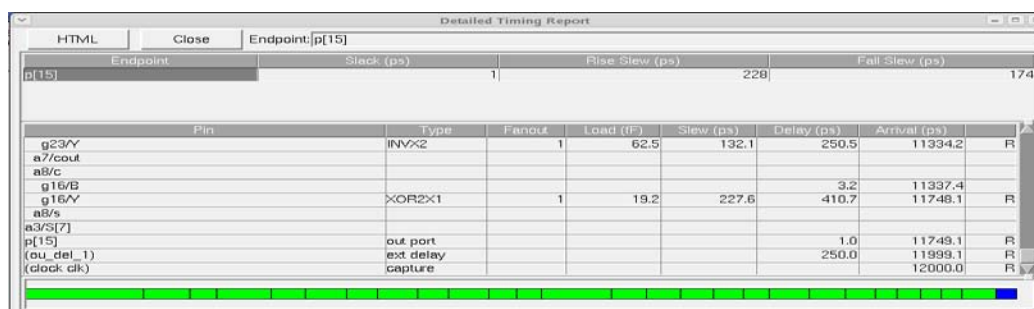 Detailed Timing Report
HTML Close Endpoint: p[15]
Endpoint Slack (ps) Rise Slew (ps) Fall Slew (ps)
p[15] 1 228 174
Pin Type Fanout Load (fF) Slew (ps) Delay (ps) Arrival (ps)
g23/Y INVX2 1 62.5 132.1 250.5 11334.2 R
a7/cout
a8/c
g16/B 3.2 11337.4
g16/Y XOR2X1 1 19.2 227.6 410.7 11748.1 R
a8/s
a3/S[7]
p[15] out port 1.0 11749.1 R
(ou_del_1) ext delay 250.0 11999.1 R
(clock clk) capture 12000.0 R